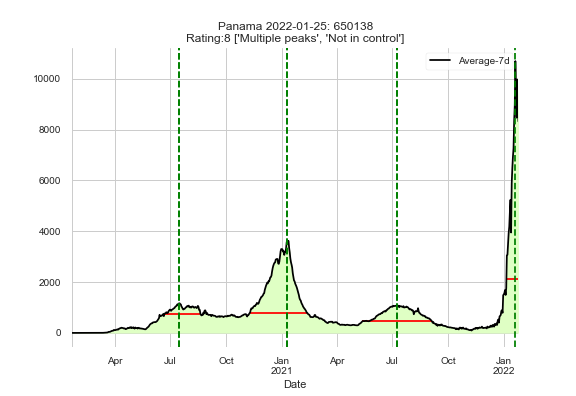 Panama 2022-01-25: 650138
Rating:8 ['Multiple peaks', 'Not in control']
Average-7d
10000
8000
6000
4000
2000
0
Apr Jul Oct Jan Apr Jul Oct Jan
2021 2022
Date